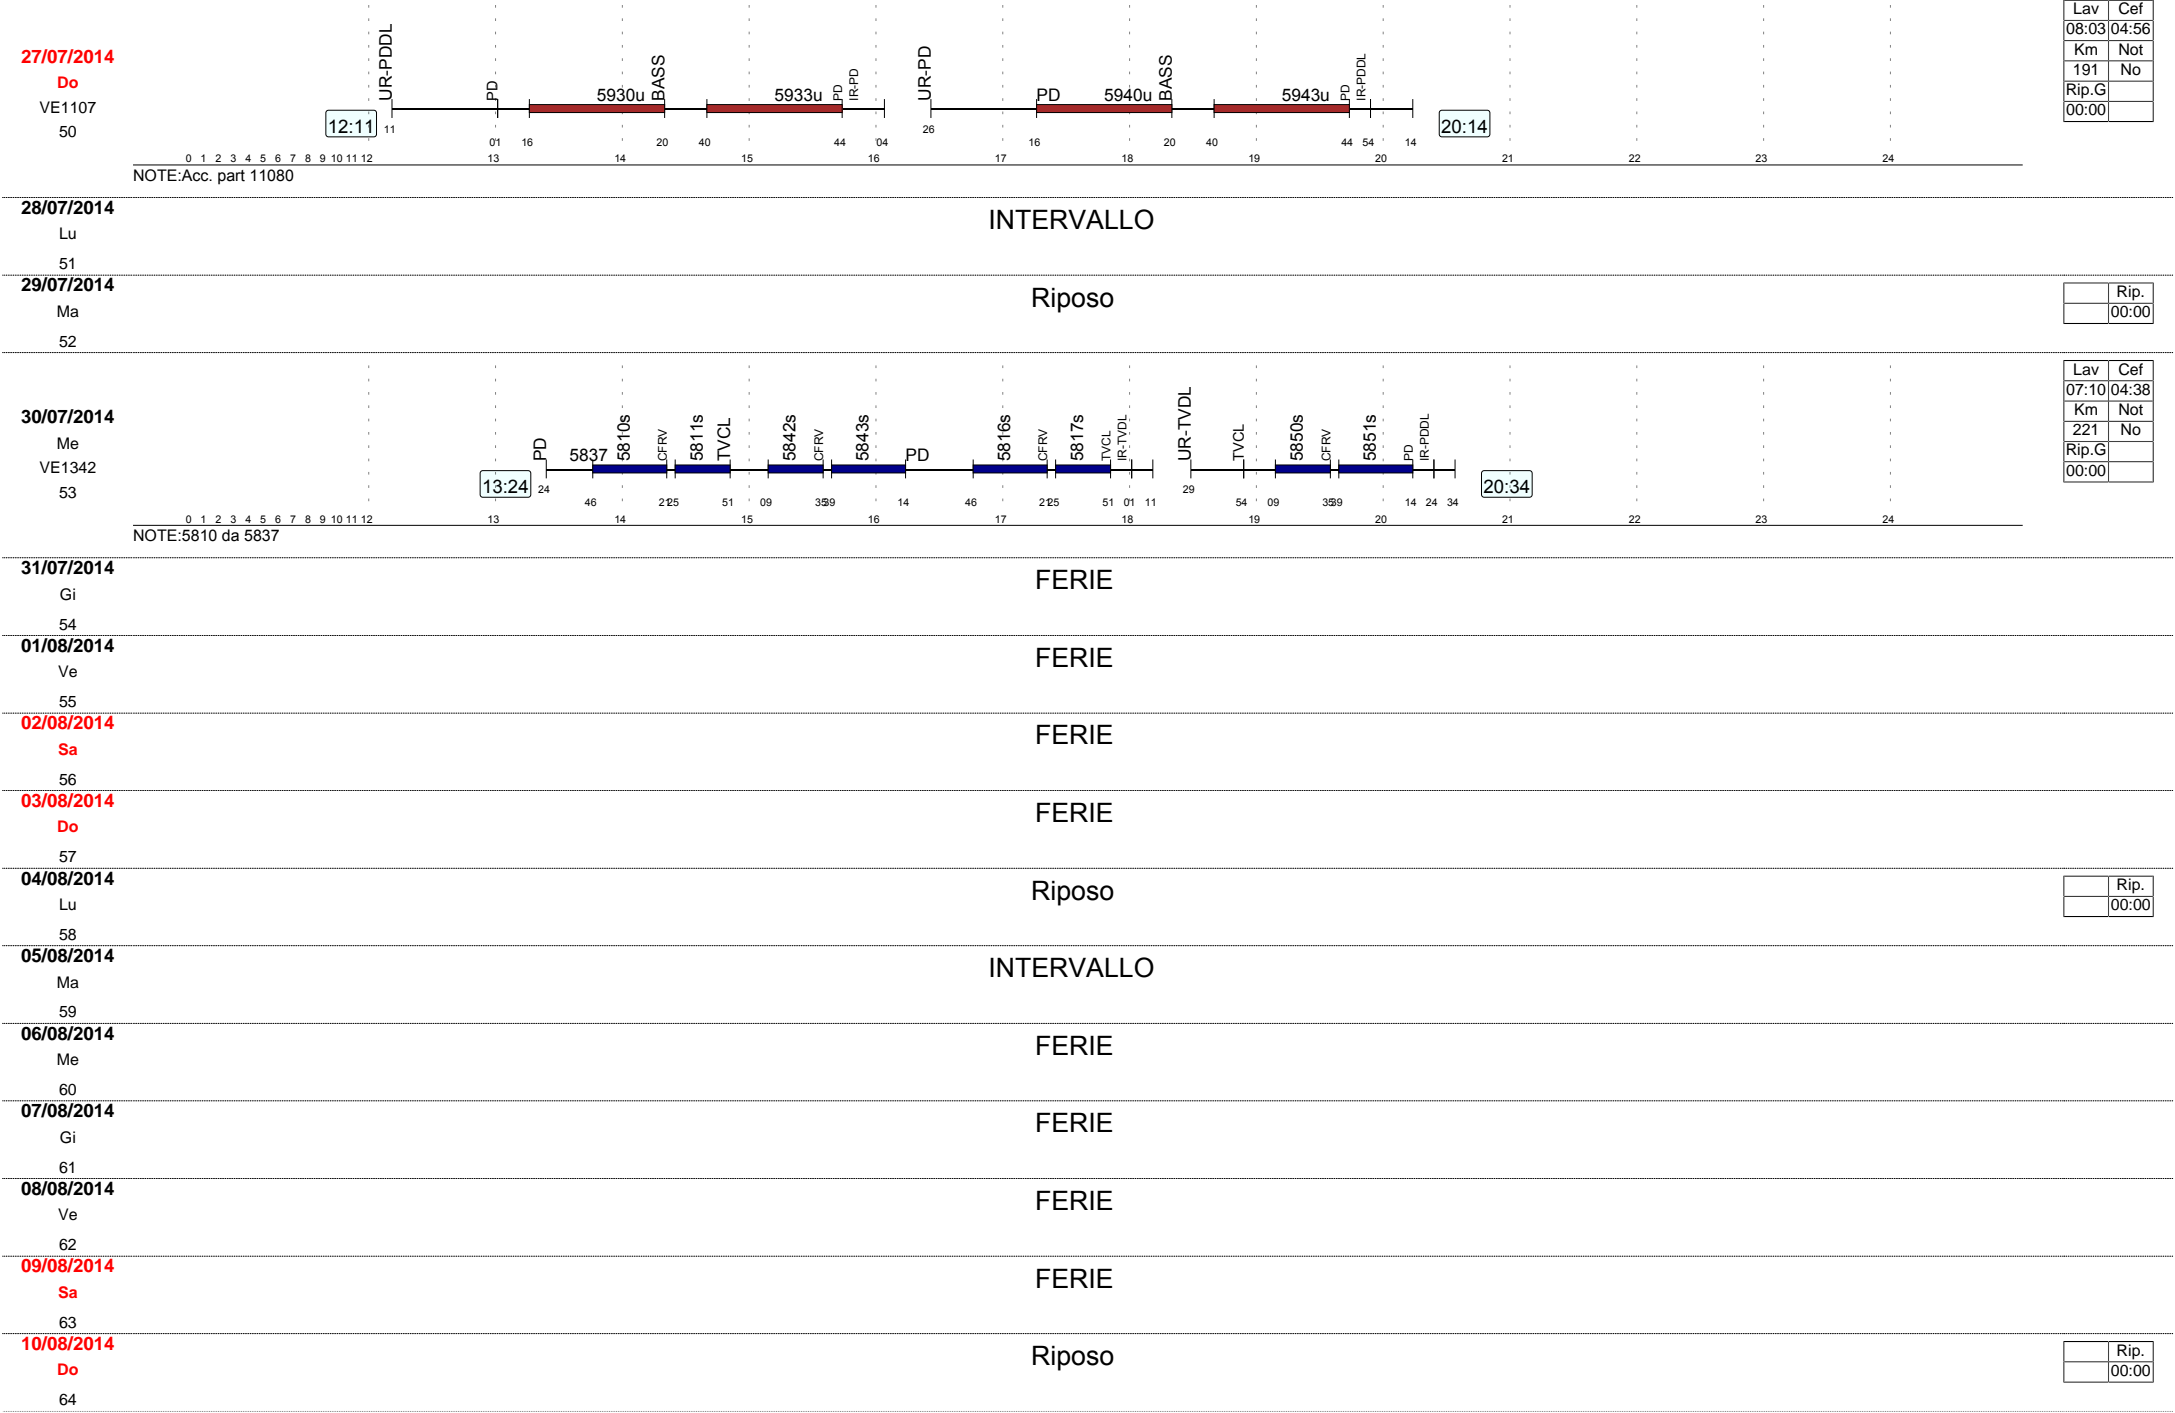 Lav Cef
08:03 04:56
Km Not
191 No
Rip.G
00:00
27/07/2014
Do
VE1107
50
12:11
UR-PDDL
PD
5930u
BASS
5933u
PD
IR-PD
UR-PD
PD
5940u
BASS
5943u
PD
IR-PDDL
20:14
11 01 16 20 40 44 04 26 16 20 40 44 54 14
0 1 2 3 4 5 6 7 8 9 10 11 12 13 14 15 16 17 18 19 20 21 22 23 24
NOTE:Acc. part 11080
28/07/2014
Lu
51
INTERVALLO
29/07/2014
Ma
52
Riposo
Rip.
00:00
Lav Cef
07:10 04:38
Km Not
221 No
Rip.G
00:00
30/07/2014
Me
VE1342
53
13:24
PD
5837
5810s
CFRV
5811s
TVCL
5842s
CFRV
5843s
PD
5816s
CFRV
5817s
TVCL
IR-TVDL
UR-TVDL
TVCL
5850s
CFRV
5851s
PD
IR-PDDL
20:34
24 46 21 25 51 09 35 39 14 46 21 25 51 01 11 29 54 09 35 39 14 24 34
0 1 2 3 4 5 6 7 8 9 10 11 12 13 14 15 16 17 18 19 20 21 22 23 24
NOTE:5810 da 5837
31/07/2014
Gi
54
FERIE
01/08/2014
Ve
55
FERIE
02/08/2014
Sa
56
FERIE
03/08/2014
Do
57
FERIE
04/08/2014
Lu
58
Riposo
Rip.
00:00
05/08/2014
Ma
59
INTERVALLO
06/08/2014
Me
60
FERIE
07/08/2014
Gi
61
FERIE
08/08/2014
Ve
62
FERIE
09/08/2014
Sa
63
FERIE
10/08/2014
Do
64
Riposo
Rip.
00:00